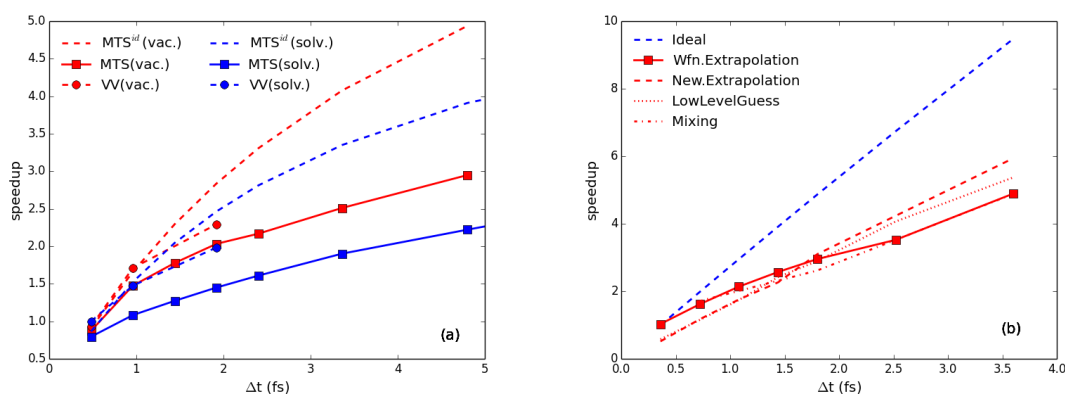 5.0
4.5
4.0
3.5
3.0
2.5
2.0
1.5
1.0
0.5
speedup
MTS^id (vac.)
MTS(vac.)
VV(vac.)
MTS^id (solv.)
MTS(solv.)
VV(solv.)
(a)
0 1 2 3 4 5
Δt (fs)
10
8
6
4
2
0
speedup
Ideal
Wfn.Extrapolation
New.Extrapolation
LowLevelGuess
Mixing
(b)
0.0 0.5 1.0 1.5 2.0 2.5 3.0 3.5 4.0
Δt (fs)